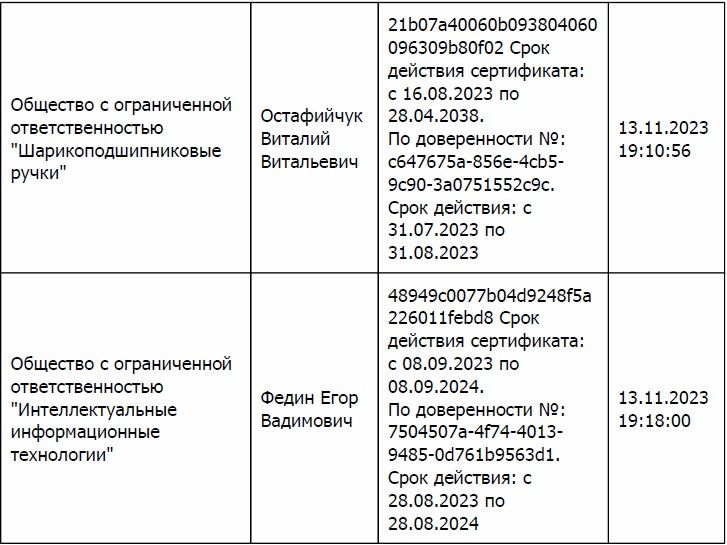 Общество с ограниченной
ответственностью
"Шарикоподшипниковые
ручки"
Остафийчук
Виталий
Витальевич
21b07a40060b093804060
096309b80f02 Срок
действия сертификата:
с 16.08.2023 по
28.04.2038.
По доверенности №:
c647675a-856e-4cb5-
9c90-3a0751552c9c.
Срок действия: с
31.07.2023 по
31.08.2023
13.11.2023
19:10:56
Общество с ограниченной
ответственностью
"Интеллектуальные
информационные
технологии"
Федин Егор
Вадимович
48949c0077b04d9248f5a
226011febd8 Срок
действия сертификата:
с 08.09.2023 по
08.09.2024.
По доверенности №:
7504507a-4f74-4013-
9485-0d761b9563d1.
Срок действия: с
28.08.2023 по
28.08.2024
13.11.2023
19:18:00